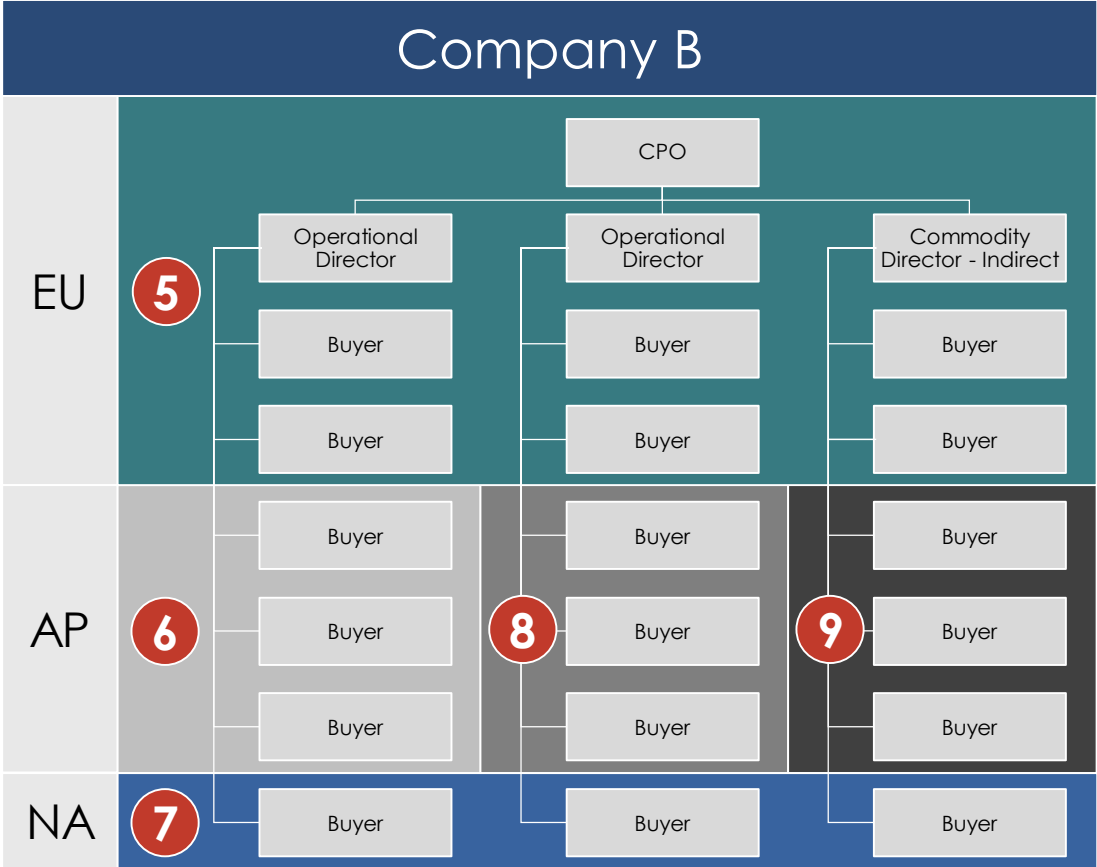 Company B
CPO
Operational
Director
Operational
Director
Commodity
Director - Indirect
EU
5
Buyer
Buyer
Buyer
Buyer
Buyer
Buyer
Buyer
Buyer
Buyer
AP
6
Buyer
8
Buyer
9
Buyer
Buyer
Buyer
Buyer
NA
7
Buyer
Buyer
Buyer